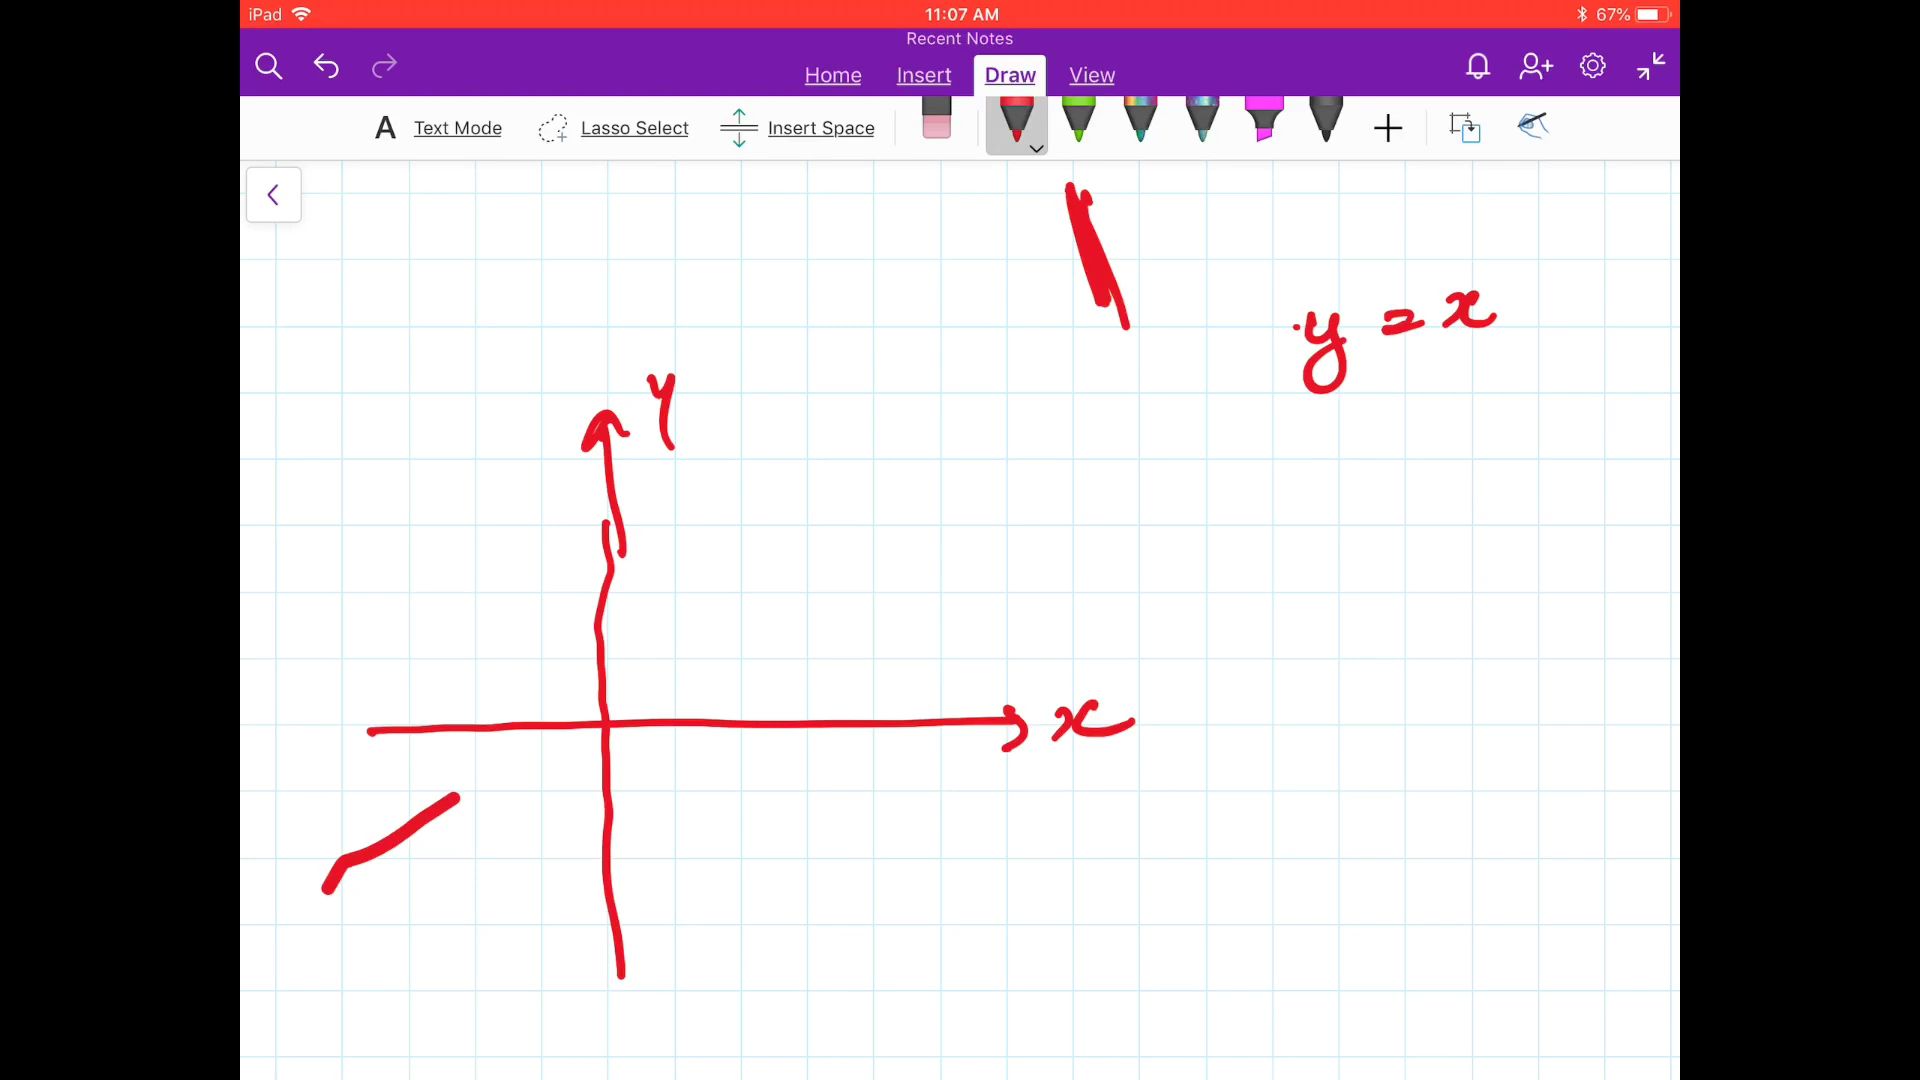 iPad 11:07 AM 67%
Recent Notes
Home Insert Draw View
A Text Mode Lasso Select Insert Space
y = x
Y
x